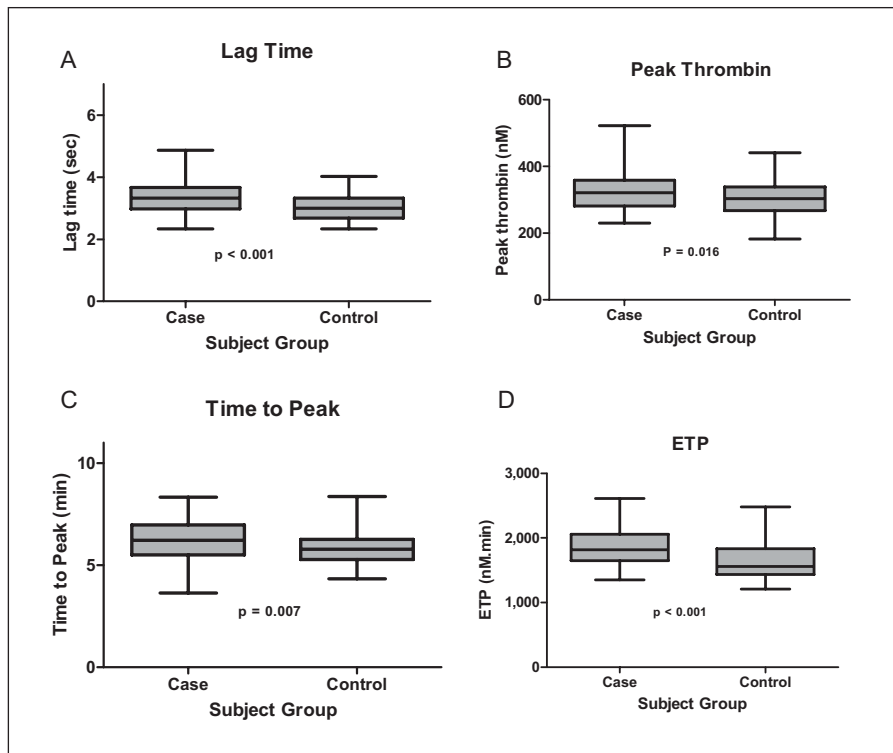 A
Lag Time
6
4
2
0
Lag time (sec)
p < 0.001
Case
Control
Subject Group
B
Peak Thrombin
600
400
200
0
Peak thrombin (nM)
P = 0.016
Case
Control
Subject Group
C
Time to Peak
10
5
0
Time to Peak (min)
p = 0.007
Case
Control
Subject Group
D
ETP
3,000
2,000
1,000
0
ETP (nM.min)
p < 0.001
Case
Control
Subject Group